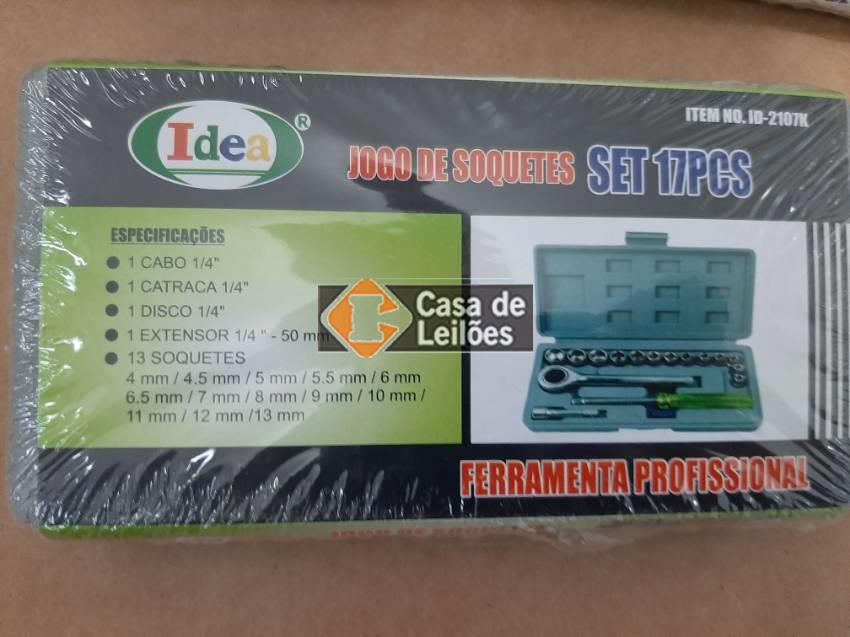 Idea ®
ITEM NO. ID-2107K
JOGO DE SOQUETES SET 17PCS
ESPECIFICAÇÕES
● 1 CABO 1/4"
● 1 CATRACA 1/4"
● 1 DISCO 1/4"
● 1 EXTENSOR 1/4 " - 50 mm
● 13 SOQUETES
4 mm / 4.5 mm / 5 mm / 5.5 mm / 6 mm
6.5 mm / 7 mm / 8 mm / 9 mm / 10 mm /
11 mm / 12 mm /13 mm
Casa de
Leilões
FERRAMENTA PROFISSIONAL